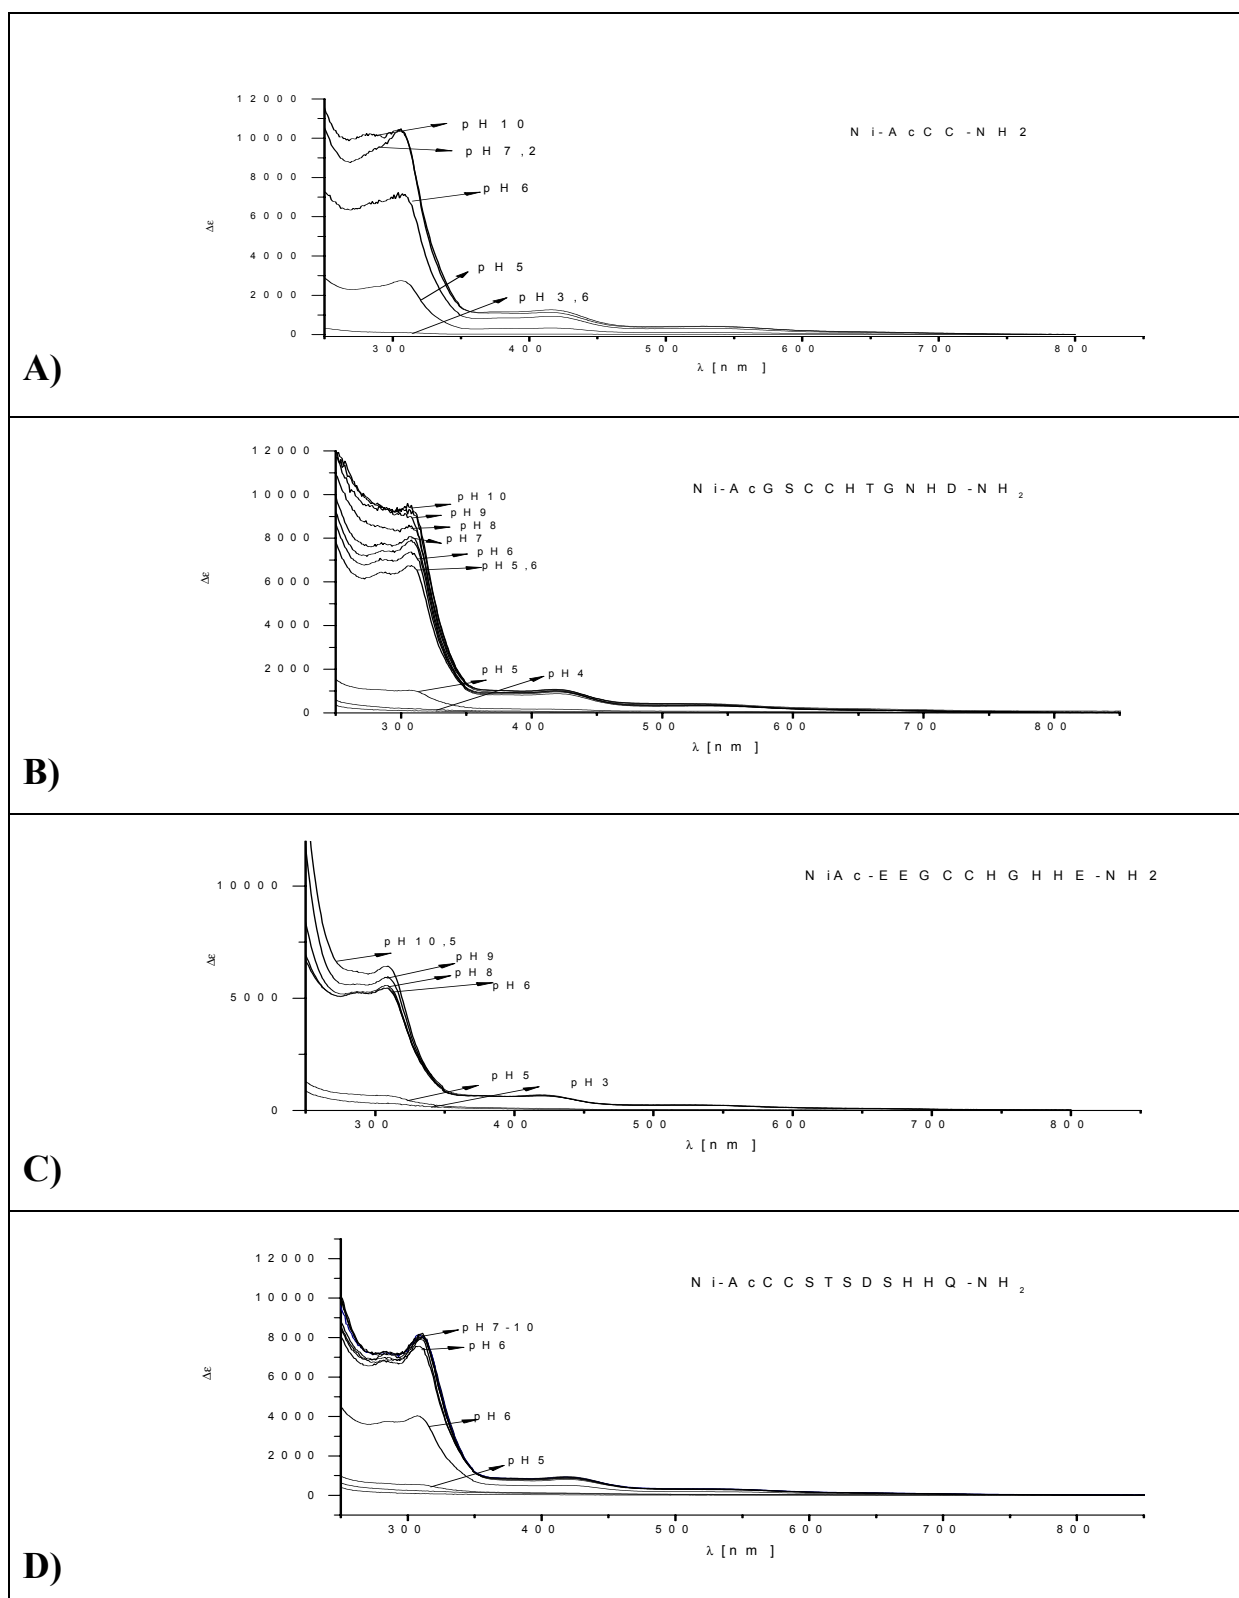 12000
10000
8000
6000
4000
2000
0
Δε
pH 10
pH 7,2
pH 6
pH 5
pH 3,6
Ni-AcCC-NH2
300 400 500 600 700 800
λ [nm]
A)
12000
10000
8000
6000
4000
2000
0
Δε
pH 10
pH 9
pH 8
pH 7
pH 6
pH 5,6
pH 5
pH 4
Ni-AcGSCCHTGNHD-NH2
300 400 500 600 700 800
λ [nm]
B)
10000
5000
0
Δε
pH 10,5
pH 9
pH 8
pH 6
pH 5
pH 3
NiAc-EEGCCHGHHE-NH2
300 400 500 600 700 800
λ [nm]
C)
12000
10000
8000
6000
4000
2000
0
Δε
pH 7-10
pH 6
pH 6
pH 5
Ni-AcCCSTSDSHHQ-NH2
300 400 500 600 700 800
λ [nm]
D)